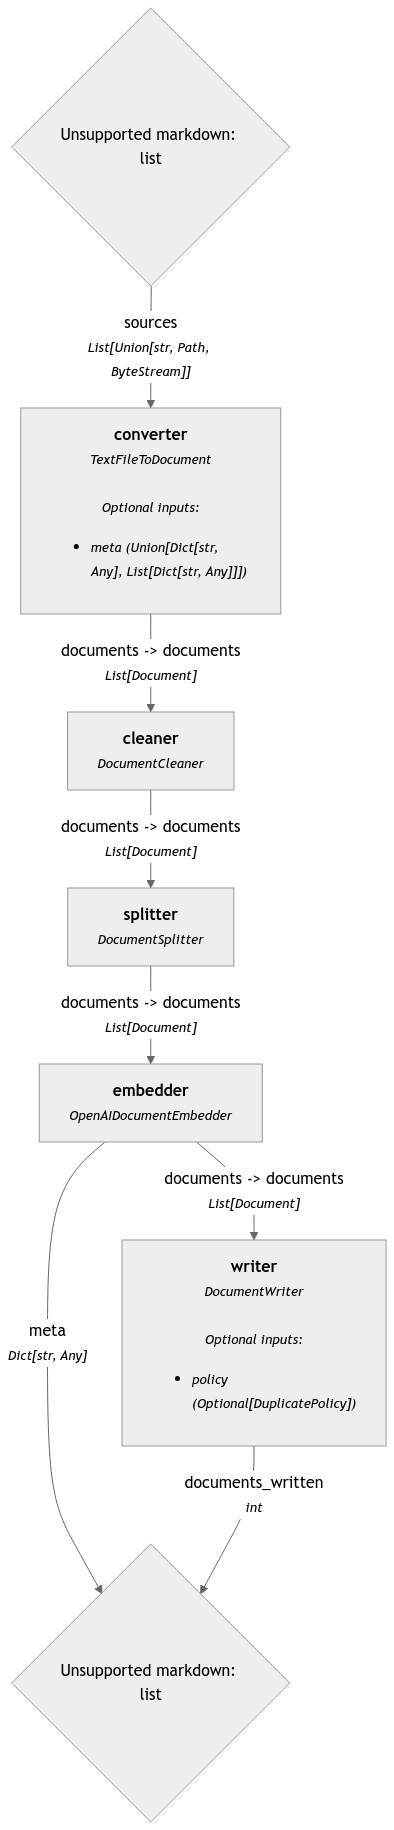 Unsupported markdown:
list
sources
List[Union[str, Path,
ByteStream]]
converter
TextFileToDocument
Optional inputs:
• meta (Union[Dict[str,
Any], List[Dict[str, Any]]])
documents -> documents
List[Document]
cleaner
DocumentCleaner
documents -> documents
List[Document]
splitter
DocumentSplitter
documents -> documents
List[Document]
embedder
OpenAIDocumentEmbedder
documents -> documents
List[Document]
writer
DocumentWriter
Optional inputs:
• policy
(Optional[DuplicatePolicy])
meta
Dict[str, Any]
documents_written
int
Unsupported markdown:
list